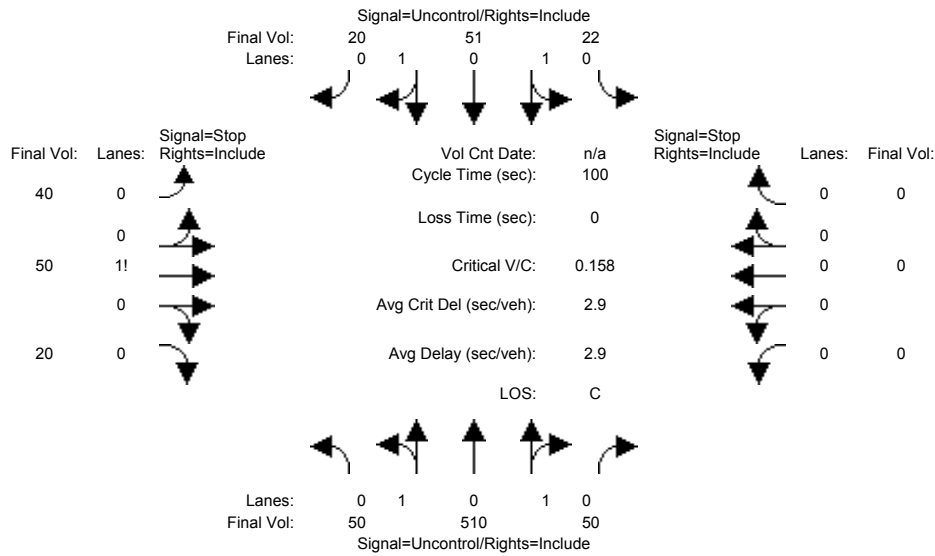 Signal=Uncontrol/Rights=Include
Final Vol: 20 51 22
Lanes: 0 1 0 1 0
Signal=Stop Signal=Stop
Final Vol: Lanes: Rights=Include Vol Cnt Date: n/a Rights=Include Lanes: Final Vol:
Cycle Time (sec): 100
40 0 0 0
Loss Time (sec): 0
0 0
50 1! Critical V/C: 0.158 0 0
0 Avg Crit Del (sec/veh): 2.9 0
20 0 Avg Delay (sec/veh): 2.9 0 0
LOS: C
Lanes: 0 1 0 1 0
Final Vol: 50 510 50
Signal=Uncontrol/Rights=Include